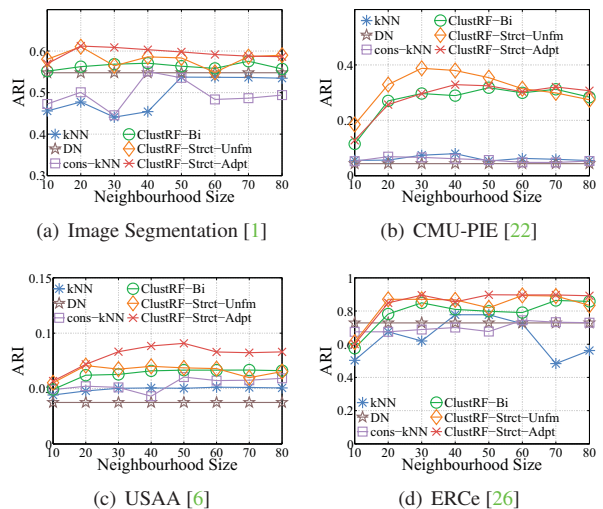 0.6
0.5
0.4
0.3
ARI
kNN
DN
cons−kNN
ClustRF−Bi
ClustRF−Strct−Unfm
ClustRF−Strct−Adpt
10 20 30 40 50 60 70 80
Neighbourhood Size
(a) Image Segmentation [1]
0.4
0.2
0
ARI
kNN
DN
cons−kNN
ClustRF−Bi
ClustRF−Strct−Unfm
ClustRF−Strct−Adpt
10 20 30 40 50 60 70 80
Neighbourhood Size
(b) CMU-PIE [22]
0.15
0.1
0.05
0
ARI
kNN
DN
cons−kNN
ClustRF−Bi
ClustRF−Strct−Unfm
ClustRF−Strct−Adpt
10 20 30 40 50 60 70 80
Neighbourhood Size
(c) USAA [6]
1
0.8
0.6
0.4
0.2
0
ARI
kNN
DN
cons−kNN
ClustRF−Bi
ClustRF−Strct−Unfm
ClustRF−Strct−Adpt
10 20 30 40 50 60 70 80
Neighbourhood Size
(d) ERCe [26]